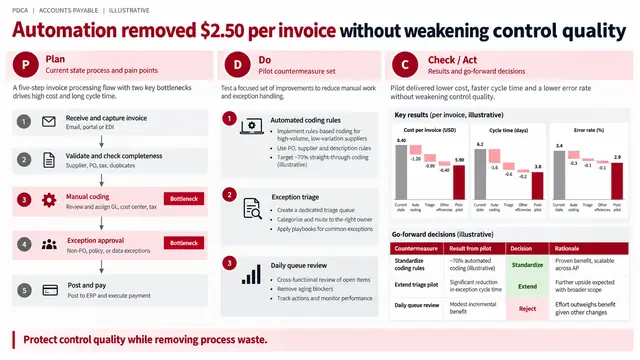 PDCA | ACCOUNTS PAYABLE | ILLUSTRATIVE
Automation removed $2.50 per invoice without weakening control quality
P
Plan
Current state process and pain points
A five-step invoice processing flow with two key bottlenecks
drives high cost and long cycle time.
1
Receive and capture invoice
Email, portal or EDI
2
Validate and check completeness
Supplier, PO, tax, duplicates
3
Manual coding
Review and assign GL, cost center, tax
Bottleneck
4
Exception approval
Non-PO, policy, or data exceptions
Bottleneck
5
Post and pay
Post to ERP and execute payment
D
Do
Pilot countermeasure set
Test a focused set of improvements to reduce manual work
and exception handling.
1
Automated coding rules
• Implement rules-based coding for
high-volume, low-variation suppliers
• Use PO, supplier and description rules
• Target ~70% straight-through coding
(illustrative)
2
Exception triage
• Create a dedicated triage queue
• Categorize and route to the right owner
• Apply playbooks for common exceptions
3
Daily queue review
• Cross-functional review of open items
• Remove aging blockers
• Track actions and monitor performance
C
Check / Act
Results and go-forward decisions
Pilot delivered lower cost, faster cycle time and a lower error rate
without weakening control quality.
Key results (per invoice, illustrative)
Cost per invoice (USD)
8.40
-1.20
-0.90
-0.40
5.90
Current state
Auto coding
Triage
Other efficiencies
Post-pilot
Cycle time (days)
6.2
-1.6
-0.6
-0.2
3.8
Current state
Auto coding
Triage
Other efficiencies
Post-pilot
Error rate (%)
3.4
-0.1
-0.3
-0.1
2.9
Current state
Auto coding
Triage
Other efficiencies
Post-pilot
Go-forward decisions (illustrative)
Countermeasure
Result from pilot
Decision
Rationale
Standardize
coding rules
~70% automated
coding (illustrative)
Standardize
Proven benefit, scalable
across AP
Extend triage pilot
Significant reduction
in exception cycle time
Extend
Further upside expected
with broader scope
Daily queue review
Modest incremental
benefit
Reject
Effort outweighs benefit
given other changes
Protect control quality while removing process waste.